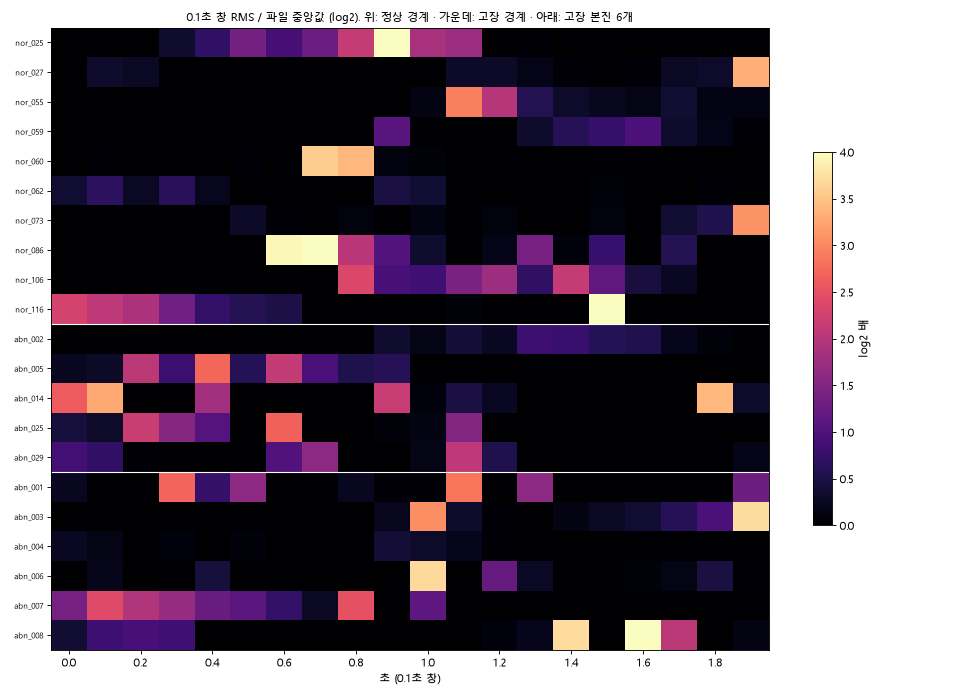 0.1초 창 RMS / 파일 중앙값 (log2). 위: 정상 경계 · 가운데: 고장 경계 · 아래: 고장 본진 6개
nor_025
nor_027
nor_055
nor_059
nor_060
nor_062
nor_073
nor_086
nor_106
nor_116
abn_002
abn_005
abn_014
abn_025
abn_029
abn_001
abn_003
abn_004
abn_006
abn_007
abn_008
0.0 0.2 0.4 0.6 0.8 1.0 1.2 1.4 1.6 1.8
초 (0.1초 창)
4.0
3.5
3.0
2.5
2.0
1.5
1.0
0.5
0.0
log2 배